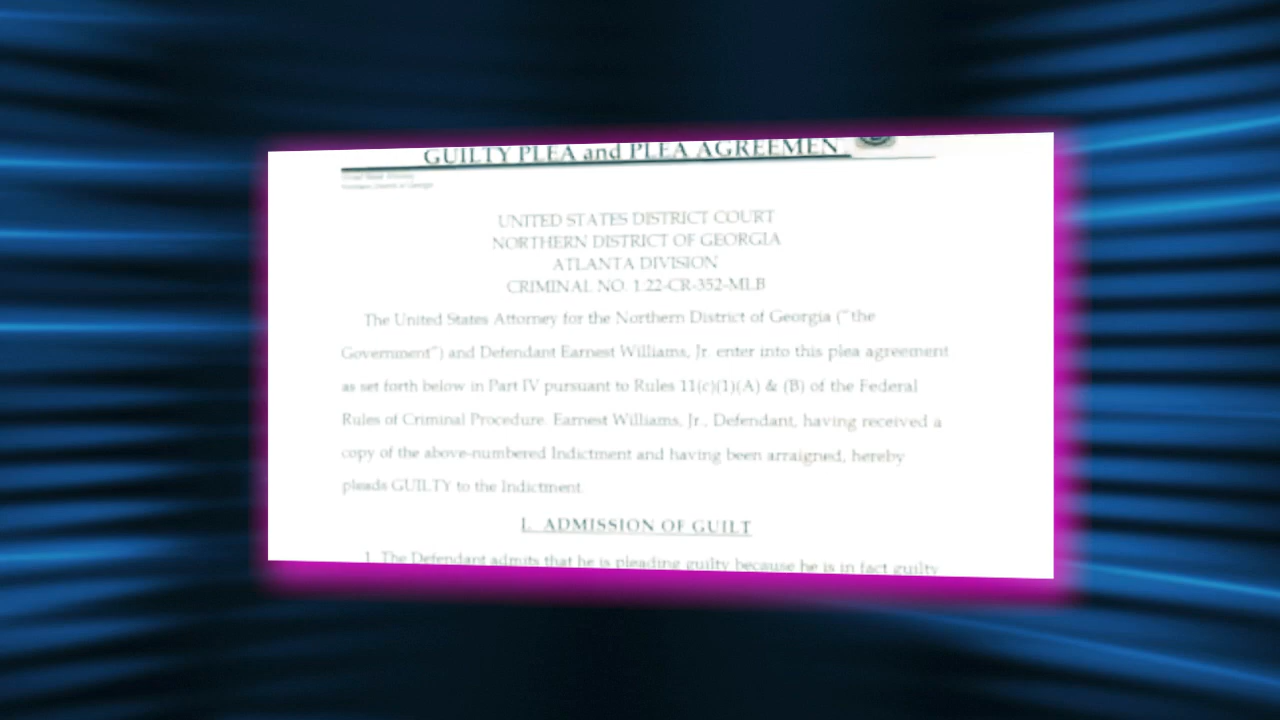 GUILTY PLEA and PLEA AGREEMEN
UNITED STATES DISTRICT COURT
NORTHERN DISTRICT OF GEORGIA
ATLANTA DIVISION
CRIMINAL NO. 1:22-CR-352-MLB
The United States Attorney for the Northern District of Georgia ("the
Government") and Defendant Earnest Williams, Jr. enter into this plea agreement
as set forth below in Part IV pursuant to Rules 11(c)(1)(A) & (B) of the Federal
Rules of Criminal Procedure. Earnest Williams, Jr., Defendant, having received a
copy of the above-numbered Indictment and having been arraigned, hereby
pleads GUILTY to the Indictment.
I. ADMISSION OF GUILT
1. The Defendant admits that he is pleading guilty because he is in fact guilty